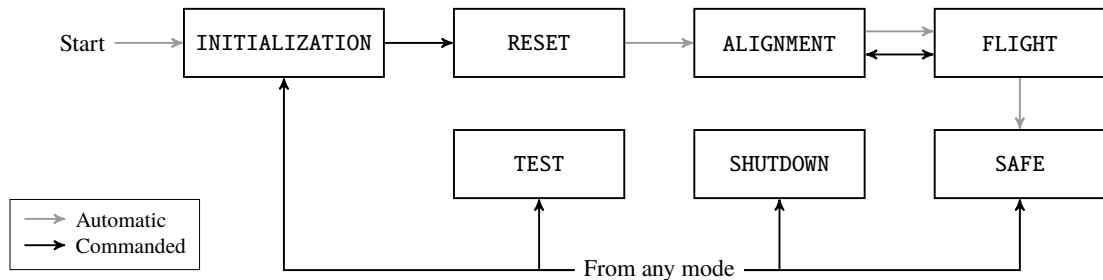 Start
INITIALIZATION
RESET
ALIGNMENT
FLIGHT
TEST
SHUTDOWN
SAFE
Automatic
Commanded
From any mode